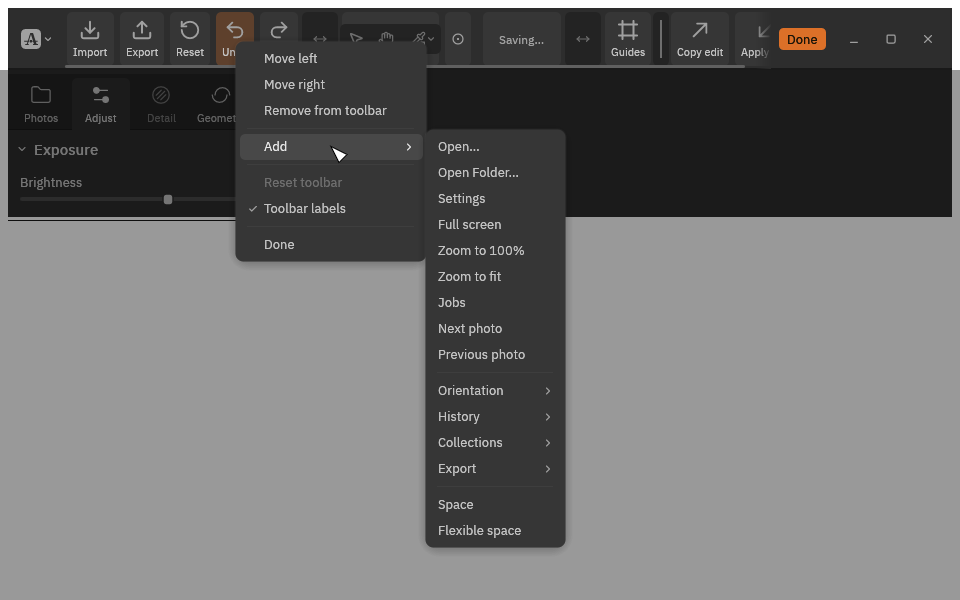 A
Import
Export
Reset
Saving...
Guides
Copy edit
Apply
Done
Photos
Adjust
Detail
Exposure
Brightness
Move left
Move right
Remove from toolbar
Add
Reset toolbar
Toolbar labels
Done
Open...
Open Folder...
Settings
Full screen
Zoom to 100%
Zoom to fit
Jobs
Next photo
Previous photo
Orientation
History
Collections
Export
Space
Flexible space